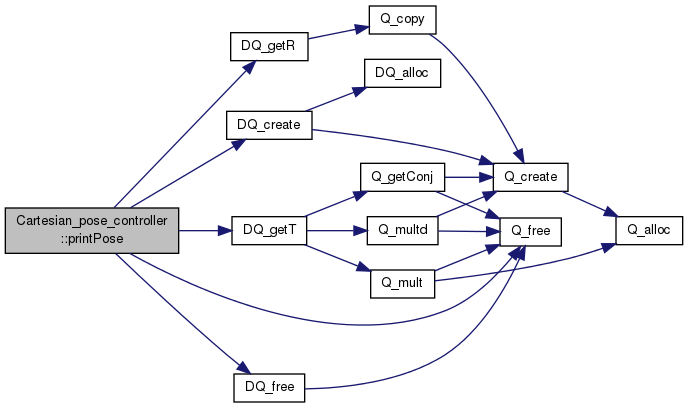 Q_copy
DQ_getR
DQ_alloc
DQ_create
Q_getConj
Q_create
Cartesian_pose_controller
::printPose
DQ_getT
Q_multd
Q_free
Q_alloc
Q_mult
DQ_free